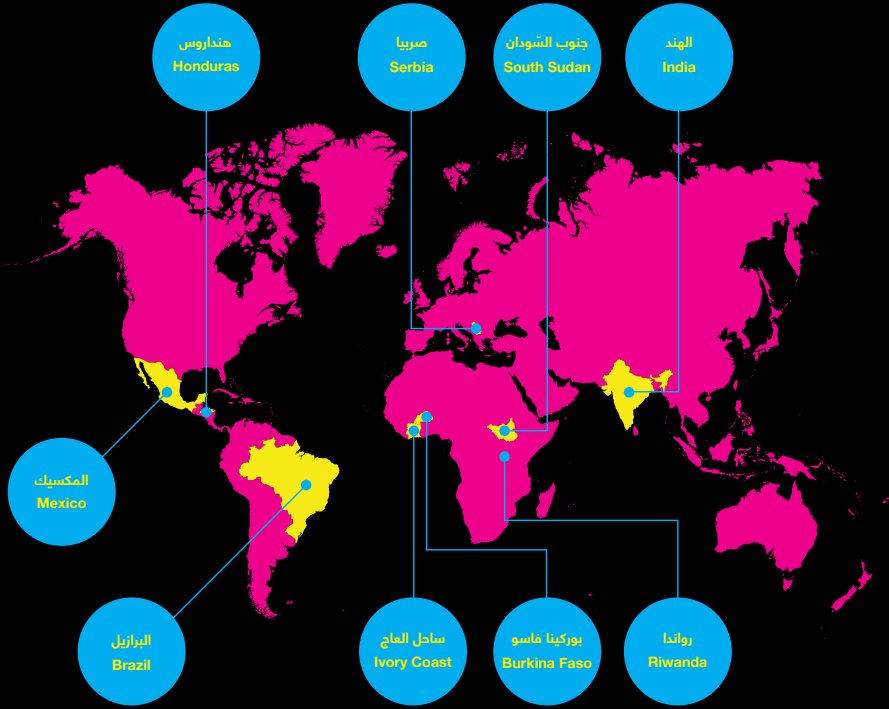 هنداروس
Honduras
صربيا
Serbia
جنوب السّودان
South Sudan
الهند
India
المكسيك
Mexico
البرازيل
Brazil
ساحل العاج
Ivory Coast
بوركينا فاسو
Burkina Faso
رواندا
Riwanda